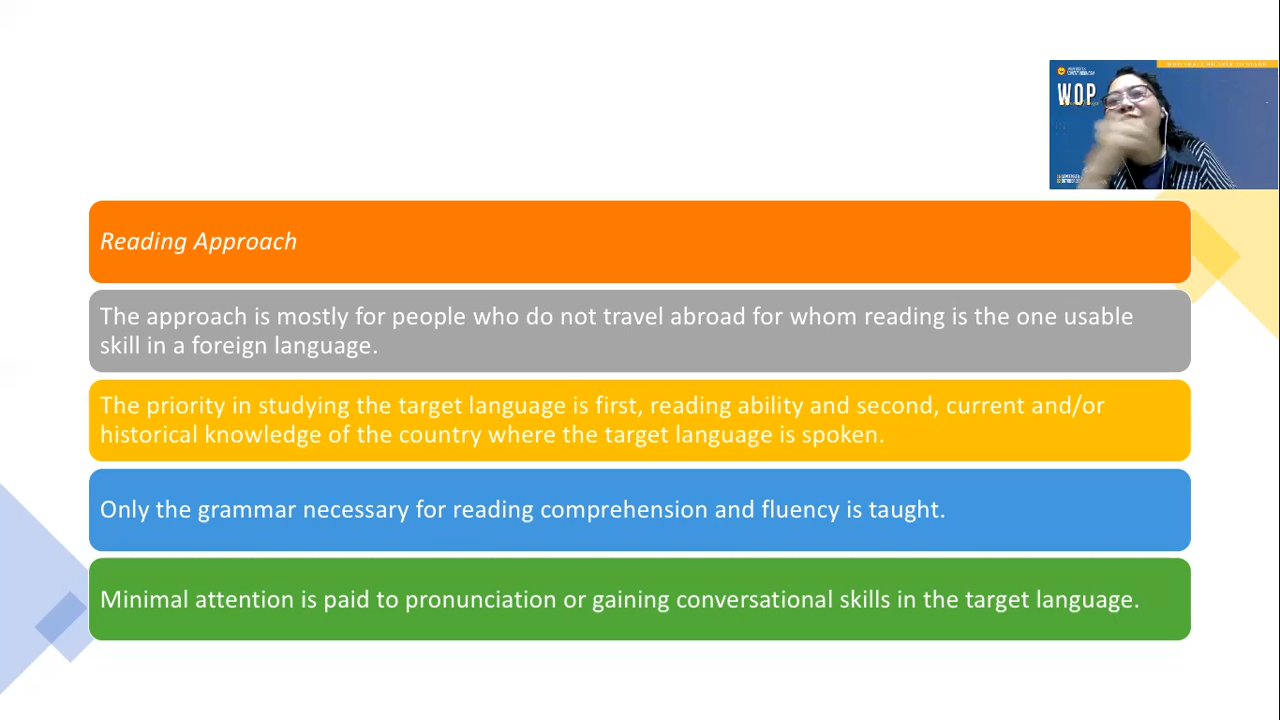 WOP
Reading Approach
The approach is mostly for people who do not travel abroad for whom reading is the one usable
skill in a foreign language.
The priority in studying the target language is first, reading ability and second, current and/or
historical knowledge of the country where the target language is spoken.
Only the grammar necessary for reading comprehension and fluency is taught.
Minimal attention is paid to pronunciation or gaining conversational skills in the target language.